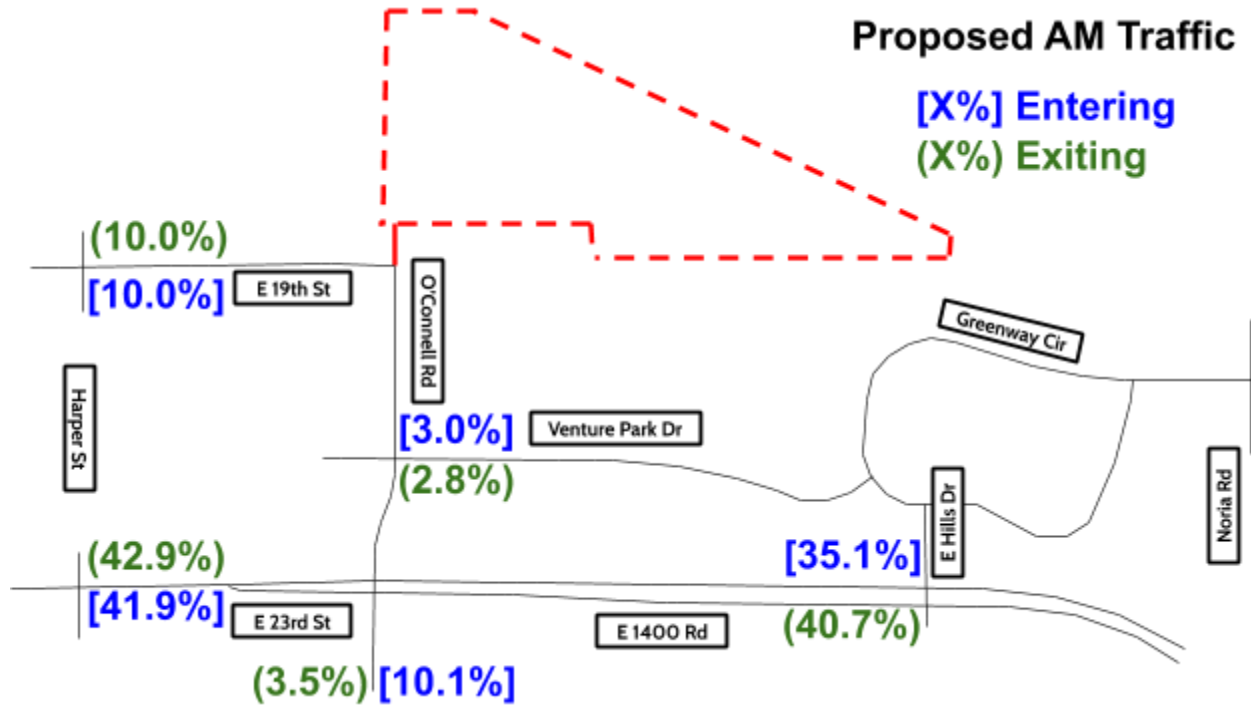 Proposed AM Traffic
[X%] Entering
(X%) Exiting
(10.0%)
[10.0%]
E 19th St
O'Connell Rd
Greenway Cir
Harper St
[3.0%]
Venture Park Dr
(2.8%)
Noria Rd
E Hills Dr
(42.9%)
[35.1%]
[41.9%]
E 23rd St
E 1400 Rd
(40.7%)
(3.5%) [10.1%]